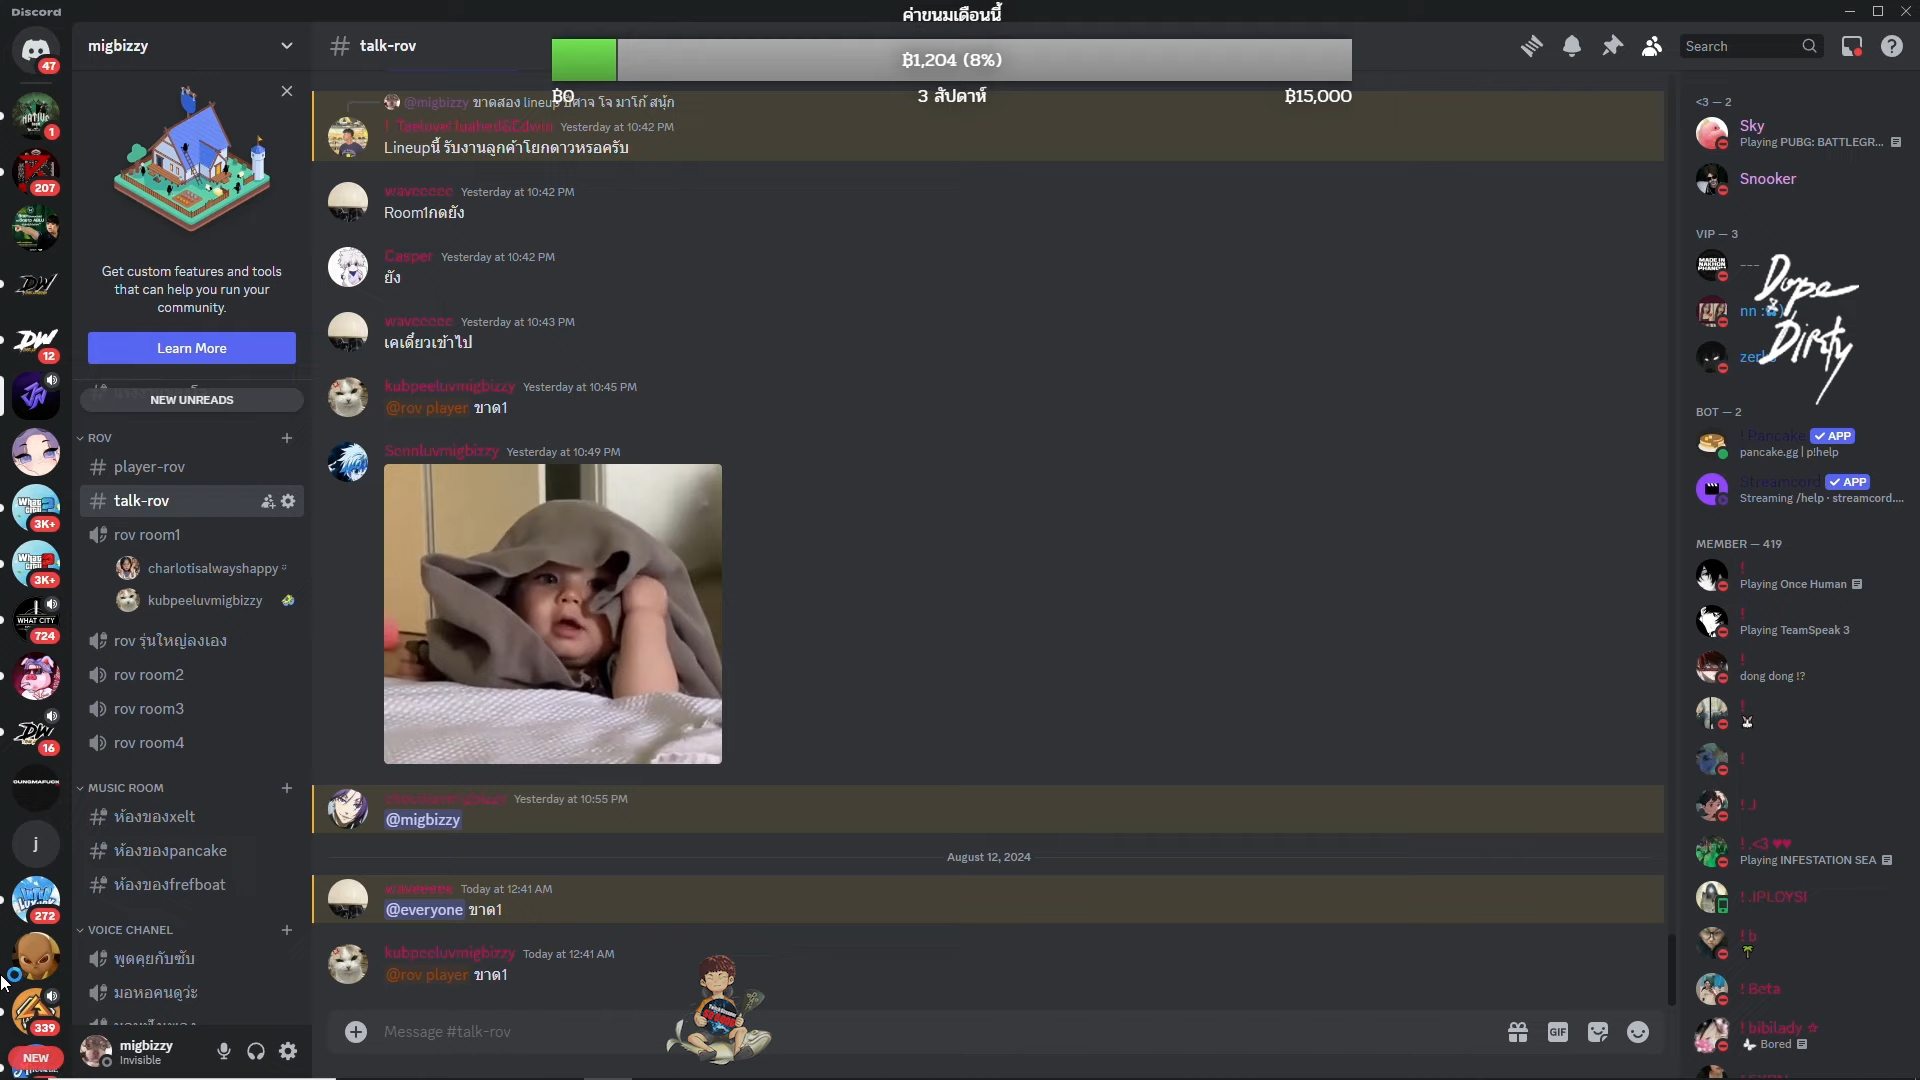 Discord
47
1
207
12
3K+
3K+
724
16
GUNGMAFUCK
j
272
339
NEW
migbizzy
Get custom features and tools
that can help you run your
community.
Learn More
NEW UNREADS
ROV
player-rov
talk-rov
rov room1
charlotisalwayshappy
kubpeeluvmigbizzy
rov รุ่นใหญ่ลงเอง
rov room2
rov room3
rov room4
MUSIC ROOM
ห้องของxelt
ห้องของpancake
ห้องของfrefboat
VOICE CHANEL
พูดคุยกับซับ
มอหอคนดูว่ะ
migbizzy
Invisible
talk-rov
ค่าขนมเดือนนี้
฿1,204 (8%)
฿0
3 สัปดาห์
฿15,000
@migbizzy ขาดสอง lineup ปีศาจ โจ มาโก้ สนุ้ก
Yesterday at 10:42 PM
Lineupนี้ รับงานลูกค้าโยกดาวหรอครับ
waveeeee Yesterday at 10:42 PM
Room1กดยัง
Casper Yesterday at 10:42 PM
ยัง
waveeeee Yesterday at 10:43 PM
เคเดี๋ยวเข้าไป
kubpeeluvmigbizzy Yesterday at 10:45 PM
@rov player ขาด1
Sonnluvmigbizzy Yesterday at 10:49 PM
Yesterday at 10:55 PM
@migbizzy
August 12, 2024
waveeeee Today at 12:41 AM
@everyone ขาด1
kubpeeluvmigbizzy Today at 12:41 AM
@rov player ขาด1
Message #talk-rov
GIF
Search
<3 — 2
Sky
Playing PUBG: BATTLEGR...
Snooker
VIP — 3
---
nn :
zer
Dope
&
Dirty
BOT — 2
! Pancake APP
pancake.gg | p!help
Streamcord APP
Streaming /help · streamcord....
MEMBER — 419
!
Playing Once Human
!
Playing TeamSpeak 3
!
dong dong !?
!
!
! J
! .<3 ♥♥
Playing INFESTATION SEA
! .IPLOYSI
! b
! Beta
! bibilady ☆
Bored